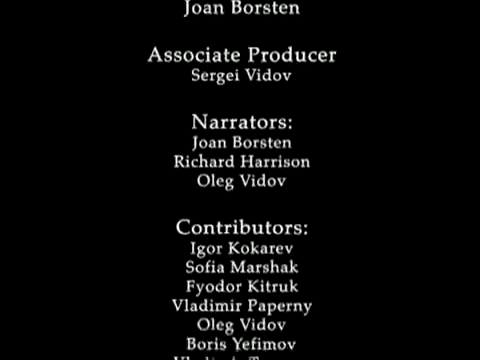 Joan Borsten
Associate Producer
Sergei Vidov
Narrators:
Joan Borsten
Richard Harrison
Oleg Vidov
Contributors:
Igor Kokarev
Sofia Marshak
Fyodor Kitruk
Vladimir Paperny
Oleg Vidov
Boris Yefimov